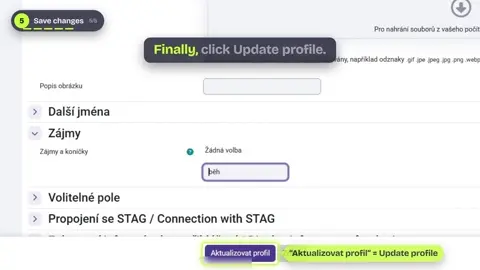 5 Save changes 5/5
Pro nahrání souborů z vašeho počít
Finally, click Update profile.
vány, například odznaky .gif .jpe .jpeg .jpg .png .webp
Popis obrázku
Další jména
Zájmy
Zájmy a koníčky
Žádná volba
běh
Volitelné pole
Propojení se STAG / Connection with STAG
Aktualizovat profil
"Aktualizovat profil" = Update profile